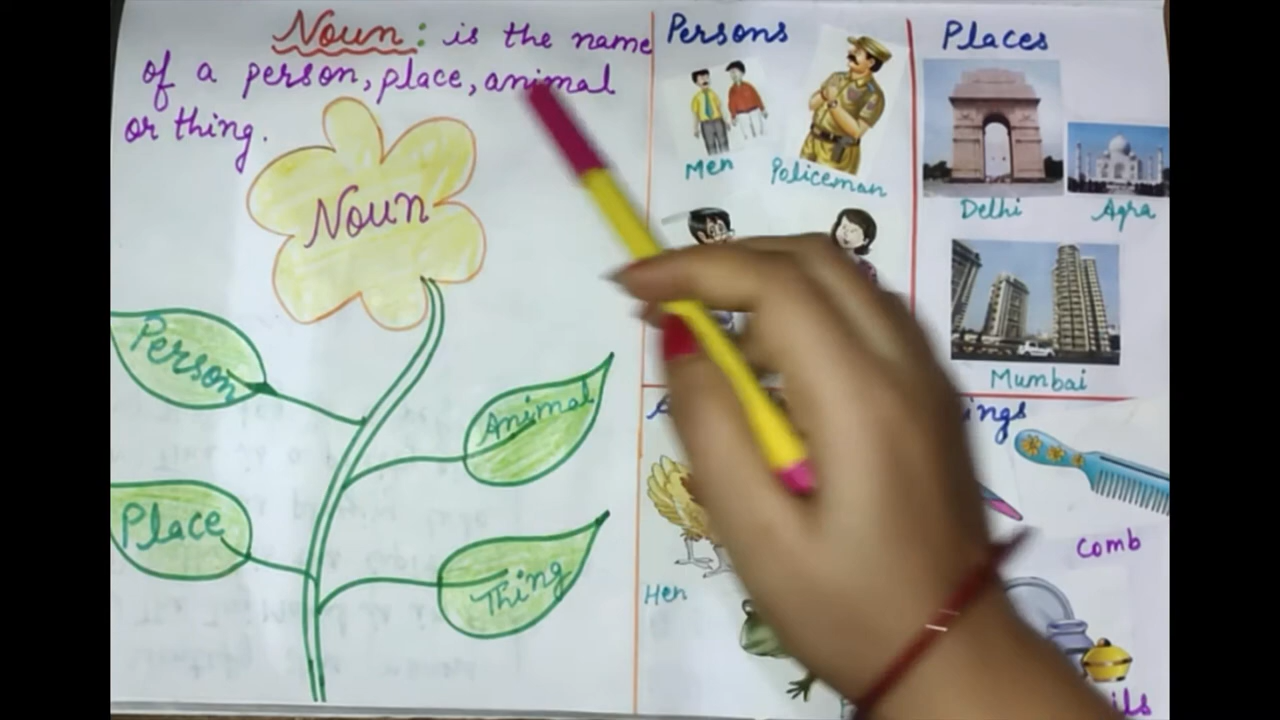 Noun : is the name
of a person, place, animal
or thing.
Noun
Person
Animal
Place
Thing
Persons
Men
Policeman
Hen
Places
Delhi
Agra
Mumbai
Comb